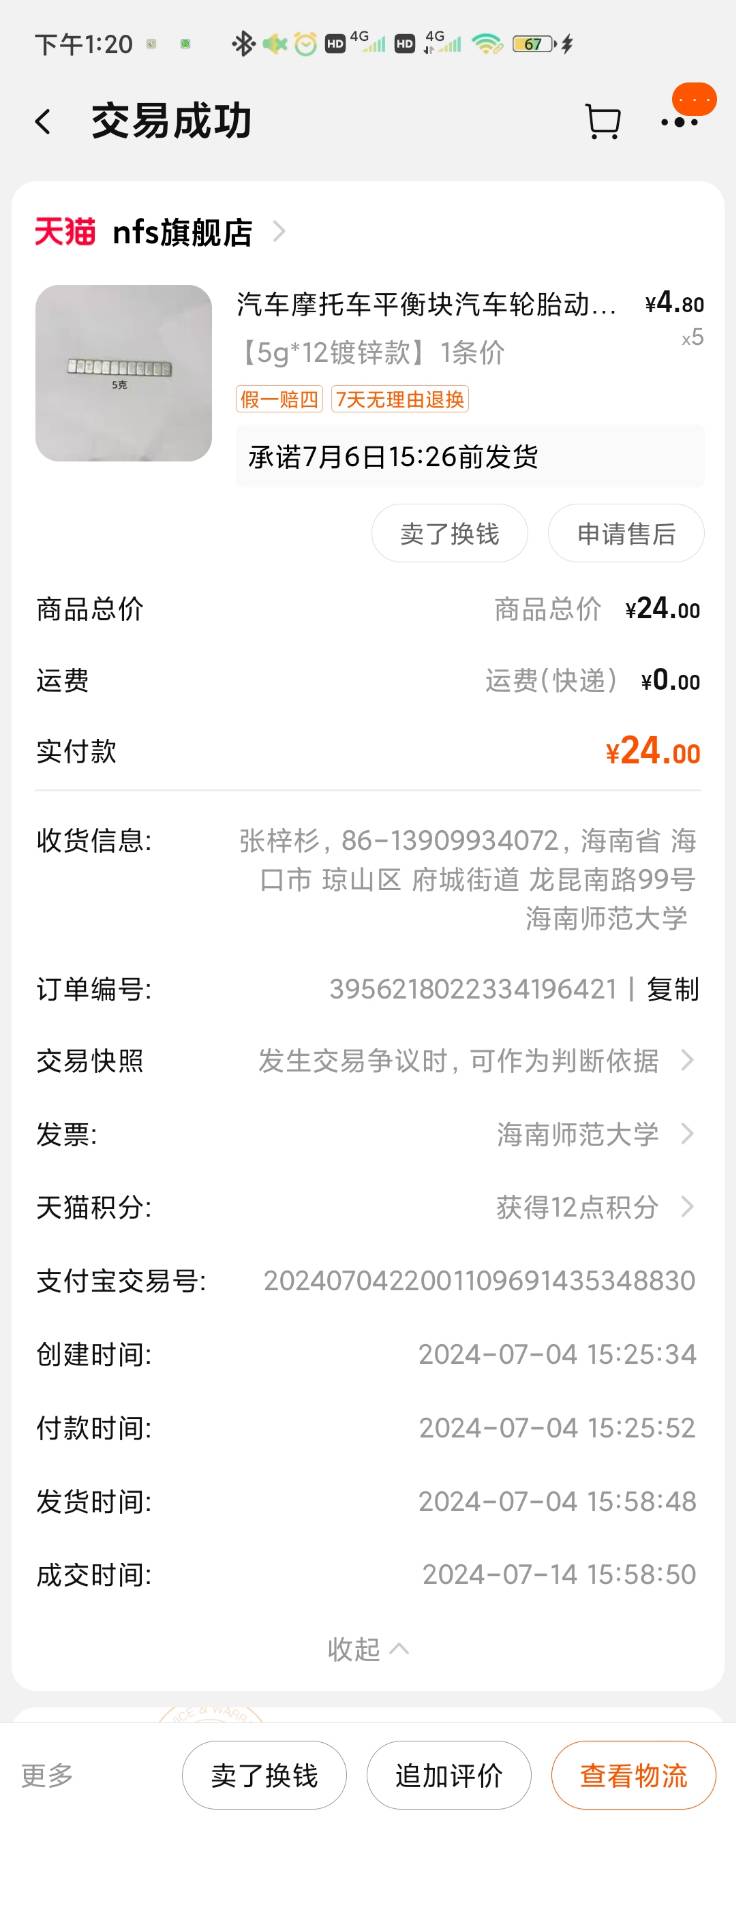 下午1:20 HD 4G HD 4G 67
交易成功
天猫 nfs旗舰店
汽车摩托车平衡块汽车轮胎动... ¥4.80
【5g*12镀锌款】1条价 x5
5克
假一赔四 7天无理由退换
承诺7月6日15:26前发货
卖了换钱 申请售后
商品总价 商品总价 ¥24.00
运费 运费(快递) ¥0.00
实付款 ¥24.00
收货信息: 张梓杉, 86-13909934072, 海南省 海
口市 琼山区 府城街道 龙昆南路99号
海南师范大学
订单编号: 3956218022334196421 | 复制
交易快照 发生交易争议时, 可作为判断依据
发票: 海南师范大学
天猫积分: 获得12点积分
支付宝交易号: 2024070422001109691435348830
创建时间: 2024-07-04 15:25:34
付款时间: 2024-07-04 15:25:52
发货时间: 2024-07-04 15:58:48
成交时间: 2024-07-14 15:58:50
收起
更多 卖了换钱 追加评价 查看物流